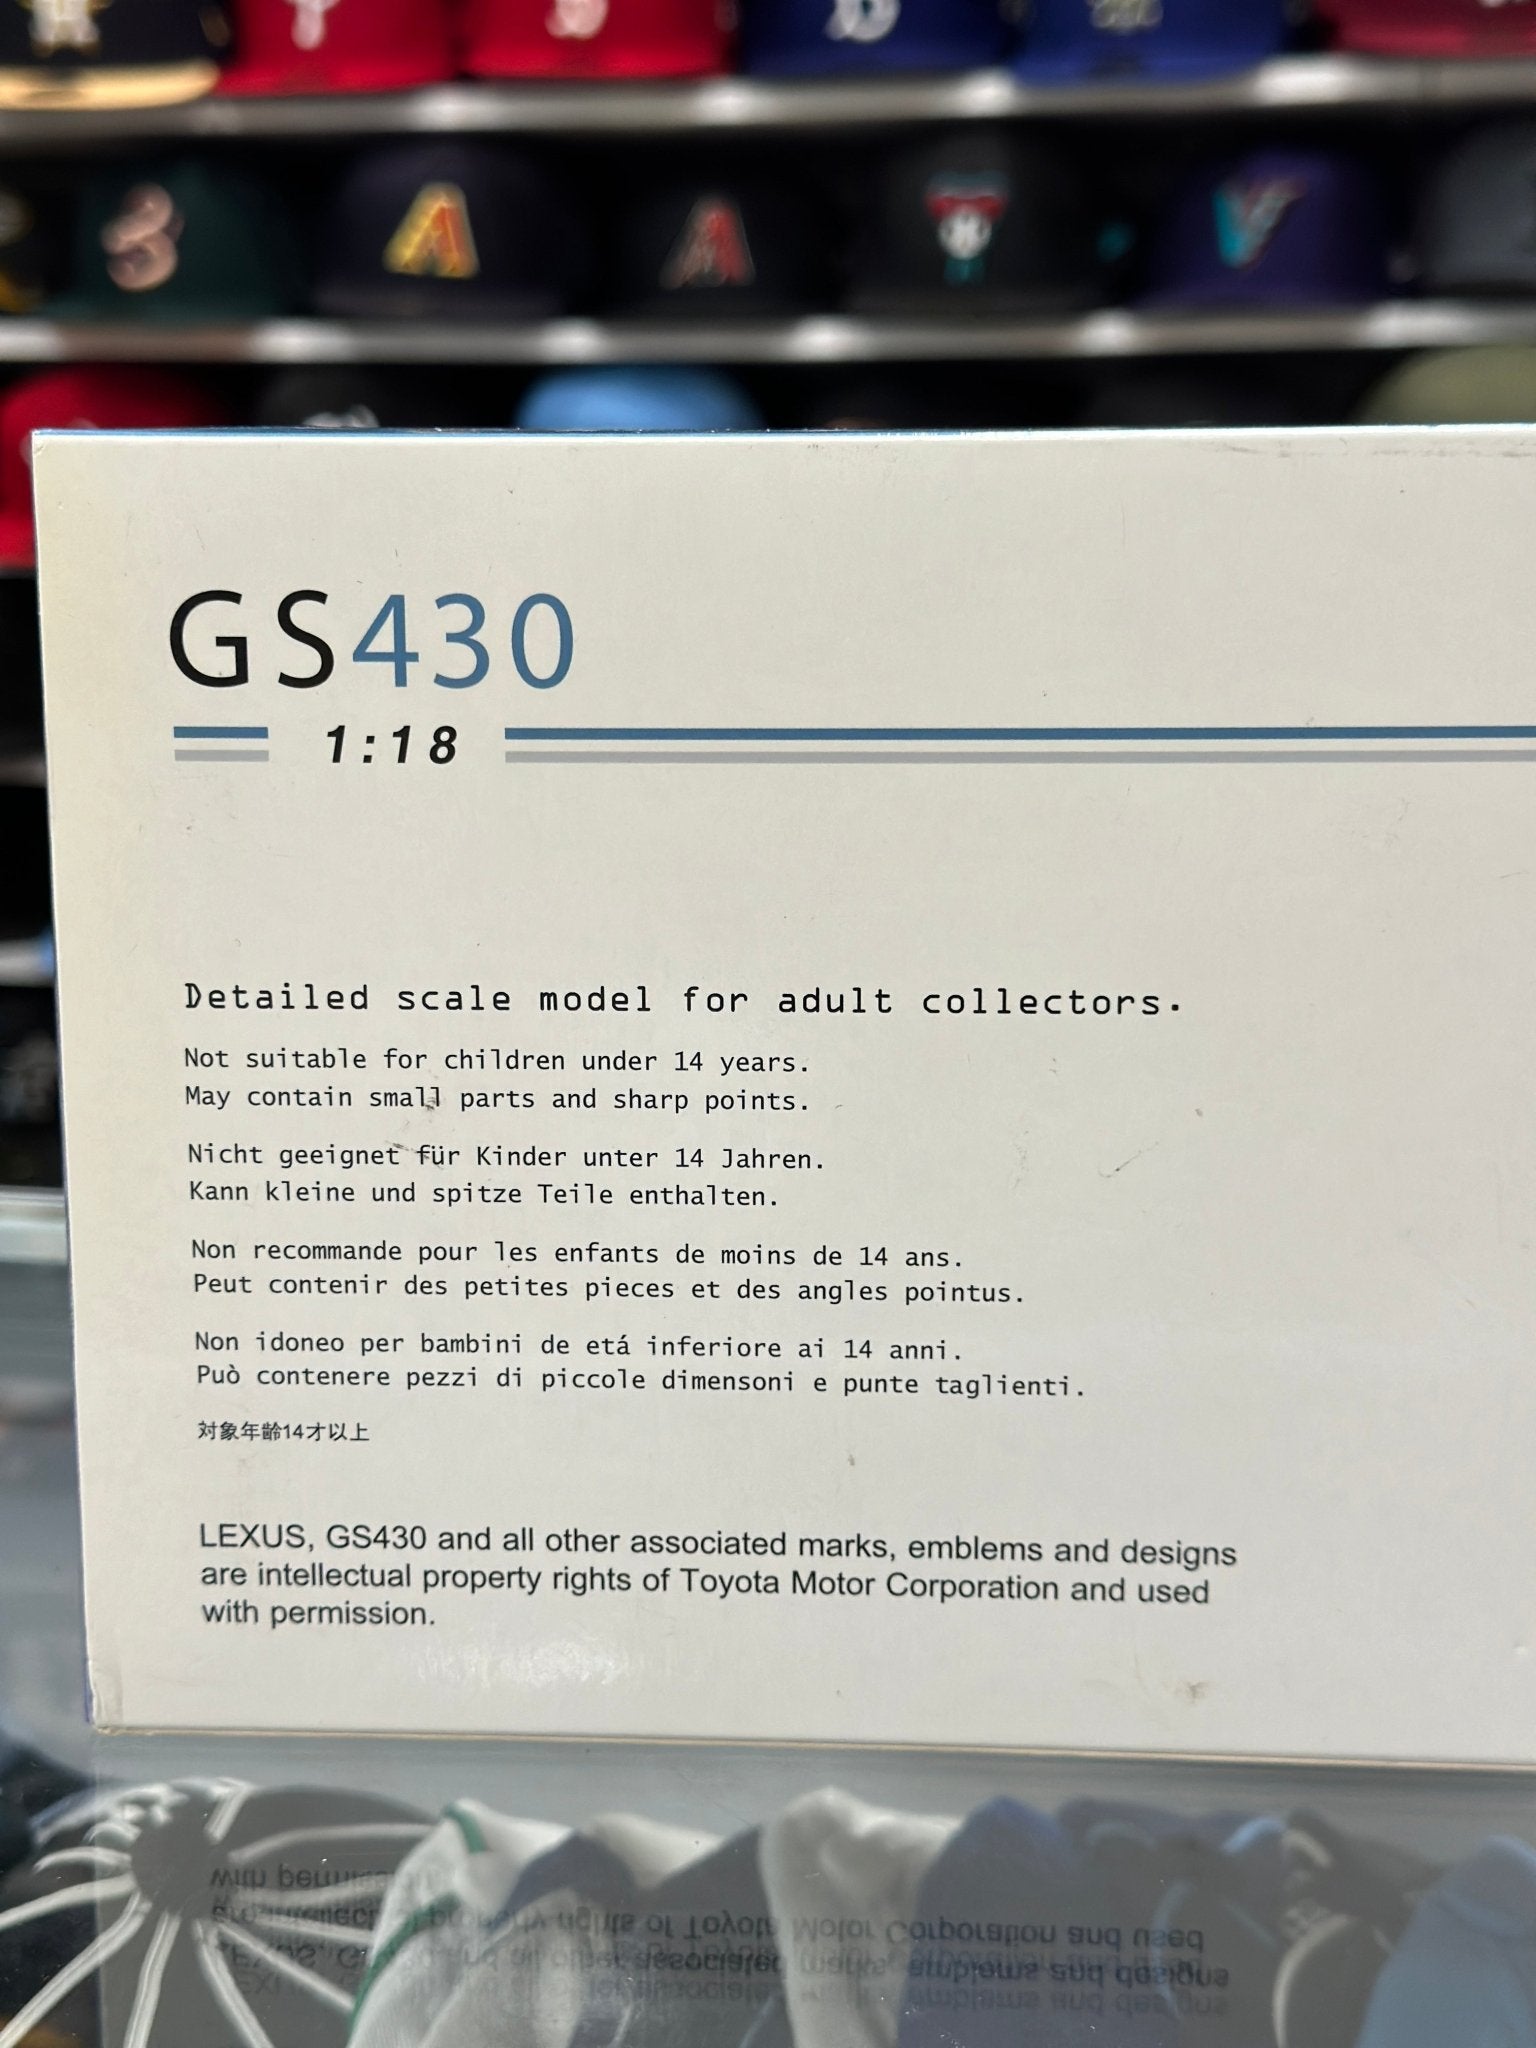 GS430
1:18
Detailed scale model for adult collectors.
Not suitable for children under 14 years.
May contain small parts and sharp points.
Nicht geeignet für Kinder unter 14 Jahren.
Kann kleine und spitze Teile enthalten.
Non recommande pour les enfants de moins de 14 ans.
Peut contenir des petites pieces et des angles pointus.
Non idoneo per bambini de etá inferiore ai 14 anni.
Può contenere pezzi di piccole dimensoni e punte taglienti.
対象年齢14才以上
LEXUS, GS430 and all other associated marks, emblems and designs
are intellectual property rights of Toyota Motor Corporation and used
with permission.